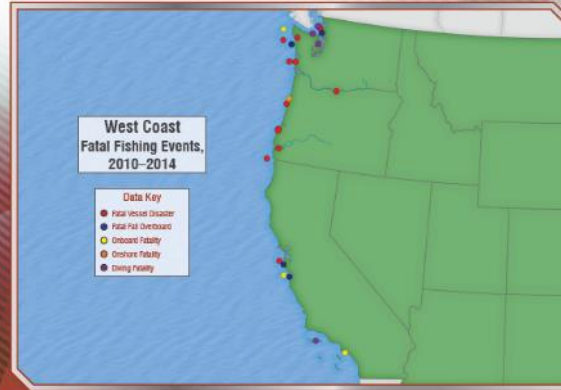 West Coast
Fatal Fishing Events,
2010–2014
Data Key
Fatal Vessel Disaster
Fatal Fall Overboard
Onboard Fatality
Onshore Fatality
Diving Fatality